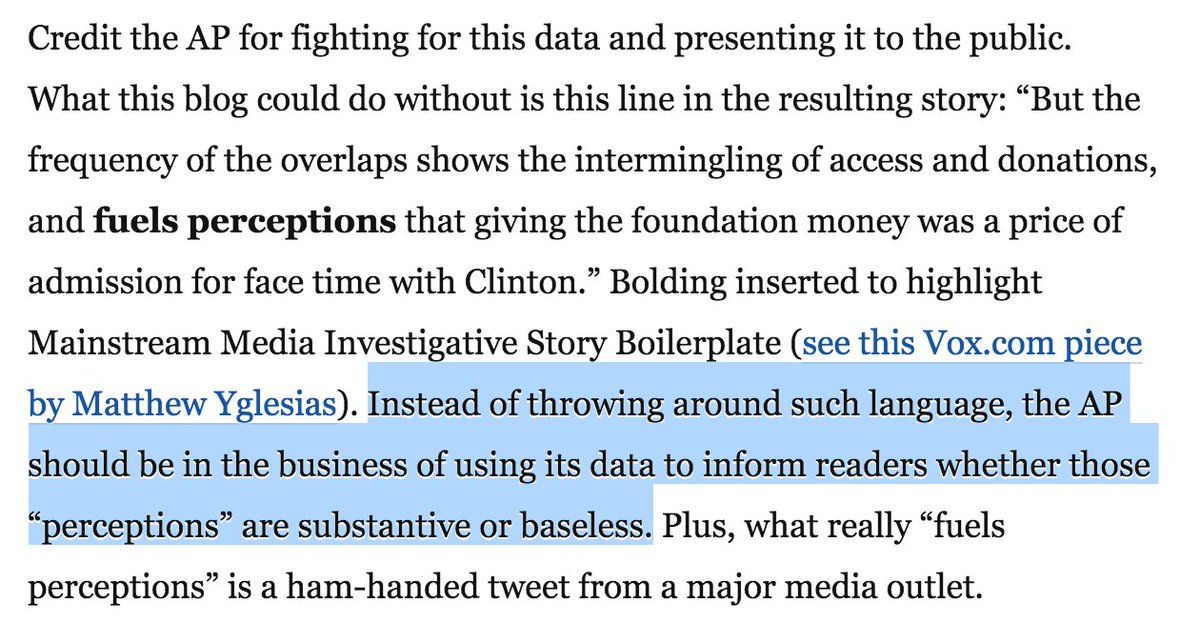 Credit the AP for fighting for this data and presenting it to the public.
What this blog could do without is this line in the resulting story: “But the
frequency of the overlaps shows the intermingling of access and donations,
and fuels perceptions that giving the foundation money was a price of
admission for face time with Clinton.” Bolding inserted to highlight
Mainstream Media Investigative Story Boilerplate (see this Vox.com piece
by Matthew Yglesias). Instead of throwing around such language, the AP
should be in the business of using its data to inform readers whether those
“perceptions” are substantive or baseless. Plus, what really “fuels
perceptions” is a ham-handed tweet from a major media outlet.